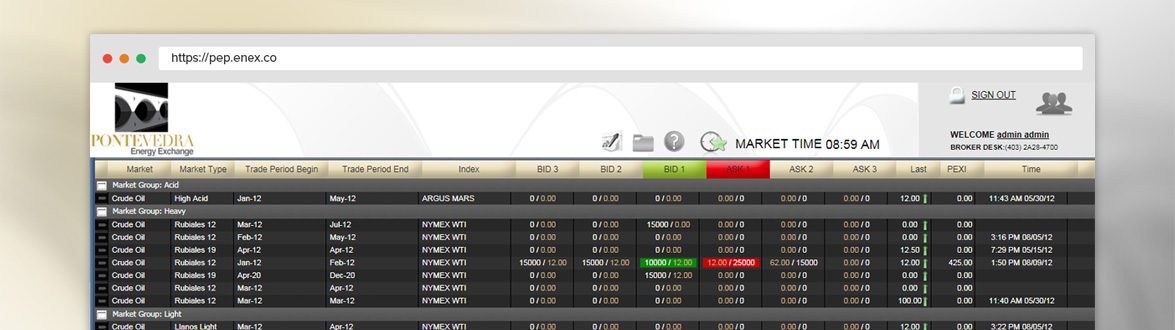 https://pep.enex.co
SIGN OUT
PONTEVEDRA
Energy Exchange
MARKET TIME 08:59 AM
WELCOME admin admin
BROKER DESK:(403) 2A28-4700
Market Market Type Trade Period Begin Trade Period End Index BID 3 BID 2 BID 1 ASK 1 ASK 2 ASK 3 Last PEXI Time
Market Group: Acid
Crude Oil High Acid Jan-12 May-12 ARGUS MARS 0 / 0.00 0 / 0.00 0 / 0.00 0.00 / 0 0.00 / 0 0.00 / 0 12.00 0.00 11:43 AM 05/30/12
Market Group: Heavy
Crude Oil Rubiales 12 Mar-12 Jul-12 NYMEX WTI 0 / 0.00 0 / 0.00 15000 / 0.00 0.00 / 0 0.00 / 0 0.00 / 0 0.00 0.00
Crude Oil Rubiales 12 Feb-12 May-12 NYMEX WTI 0 / 0.00 0 / 0.00 0 / 0.00 0.00 / 0 0.00 / 0 0.00 / 0 0.00 0.00 3:16 PM 08/05/12
Crude Oil Rubiales 19 Apr-12 Apr-12 NYMEX WTI 0 / 0.00 0 / 0.00 0 / 0.00 0.00 / 0 0.00 / 0 0.00 / 0 12.50 0.00 7:29 PM 05/15/12
Crude Oil Rubiales 12 Jan-12 Feb-12 NYMEX WTI 15000 / 12.00 15000 / 12.00 10000 / 12.00 12.00 / 25000 62.00 / 15000 0.00 / 0 12.00 425.00 1:50 PM 08/09/12
Crude Oil Rubiales 19 Apr-20 Dec-20 NYMEX WTI 0 / 0.00 0 / 0.00 15000 / 12.00 0.00 / 0 0.00 / 0 0.00 / 0 0.00 0.00
Crude Oil Rubiales 12 Mar-12 Mar-12 NYMEX WTI 0 / 0.00 0 / 0.00 0 / 0.00 0.00 / 0 0.00 / 0 0.00 / 0 0.00 0.00
Crude Oil Rubiales 12 Mar-12 Mar-12 NYMEX WTI 0 / 0.00 0 / 0.00 0 / 0.00 0.00 / 0 0.00 / 0 0.00 / 0 100.00 0.00 11:40 AM 05/30/12
Market Group: Light
Crude Oil Llanos Light Mar-12 Apr-12 NYMEX WTI 0 / 0.00 0 / 0.00 0 / 0.00 0.00 / 0 0.00 / 0 0.00 / 0 12.00 0.00 3:22 PM 08/05/12